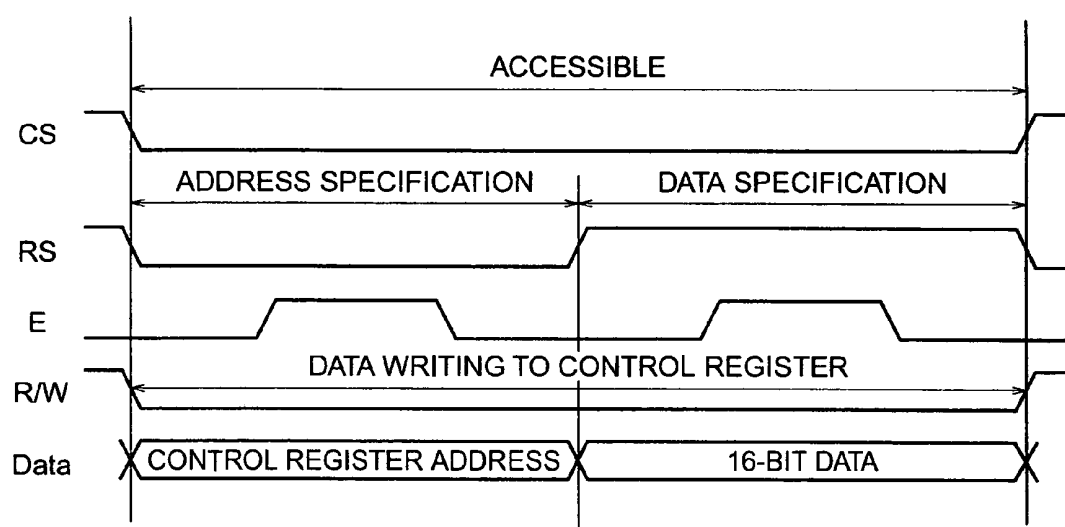 ACCESSIBLE
CS
ADDRESS SPECIFICATION DATA SPECIFICATION
RS
E
DATA WRITING TO CONTROL REGISTER
R/W
Data CONTROL REGISTER ADDRESS 16-BIT DATA